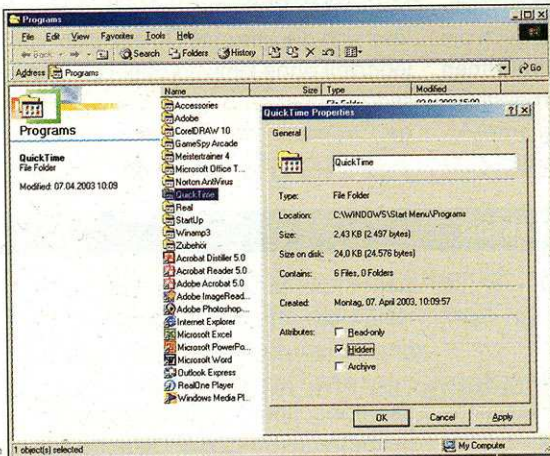 Programs
File Edit View Favorites Tools Help
Back Search Folders History
Address Programs Go
Name Size Type Modified
Programs
QuickTime
File Folder
Modified: 07.04.2003 10:09
Accessories
Adobe
CorelDRAW 10
GameSpy Arcade
Meistertrainer 4
Microsoft Office T...
Norton AntiVirus
QuickTime
Real
StartUp
Winamp3
Zubehör
Acrobat Distiller 5.0
Acrobat Reader 5.0
Adobe Acrobat 5.0
Adobe ImageRead...
Adobe Photoshop...
Internet Explorer
Microsoft Excel
Microsoft PowerPo...
Microsoft Word
Outlook Express
RealOne Player
Windows Media Pl...
QuickTime Properties
General
QuickTime
Type: File Folder
Location: C:\WINDOWS\Start Menu\Programs
Size: 2,43 KB (2.497 bytes)
Size on disk: 24,0 KB (24.576 bytes)
Contains: 6 Files, 0 Folders
Created: Montag, 07. April 2003, 10:09:57
Attributes: Read-only
Hidden
Archive
OK Cancel Apply
1 object(s) selected My Computer